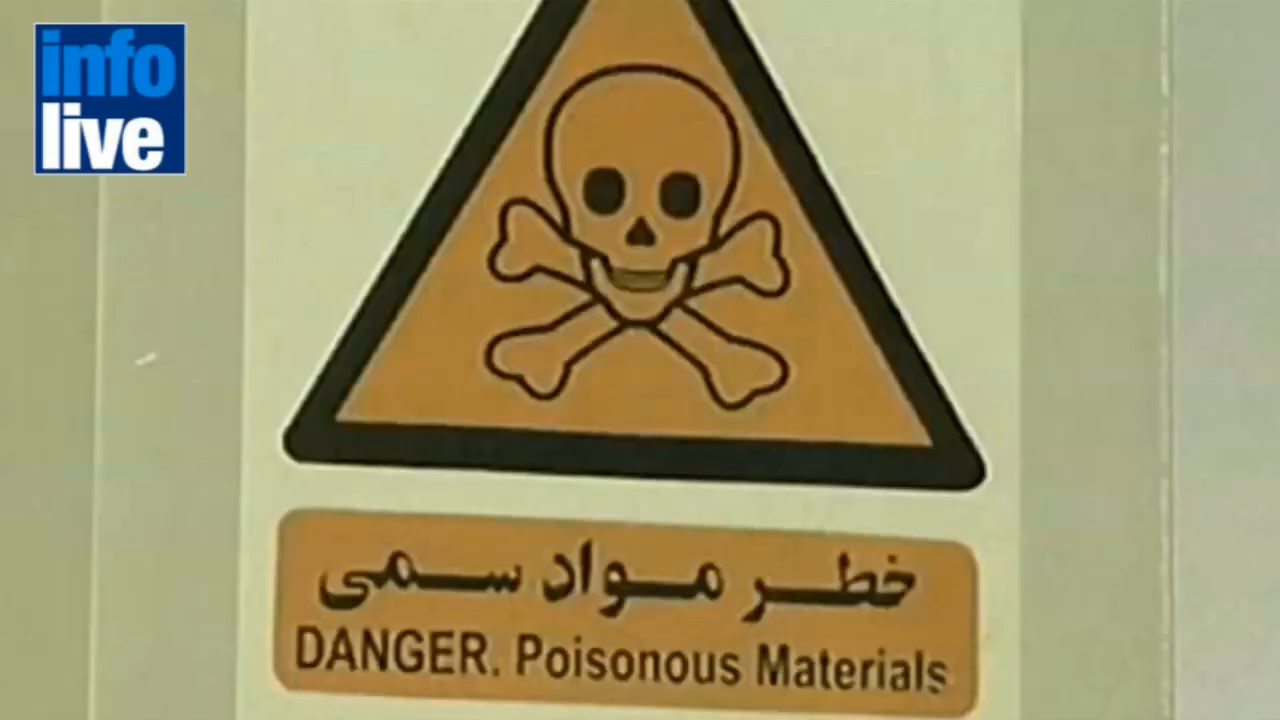 info
live
خطر مواد سمی
DANGER. Poisonous Materials